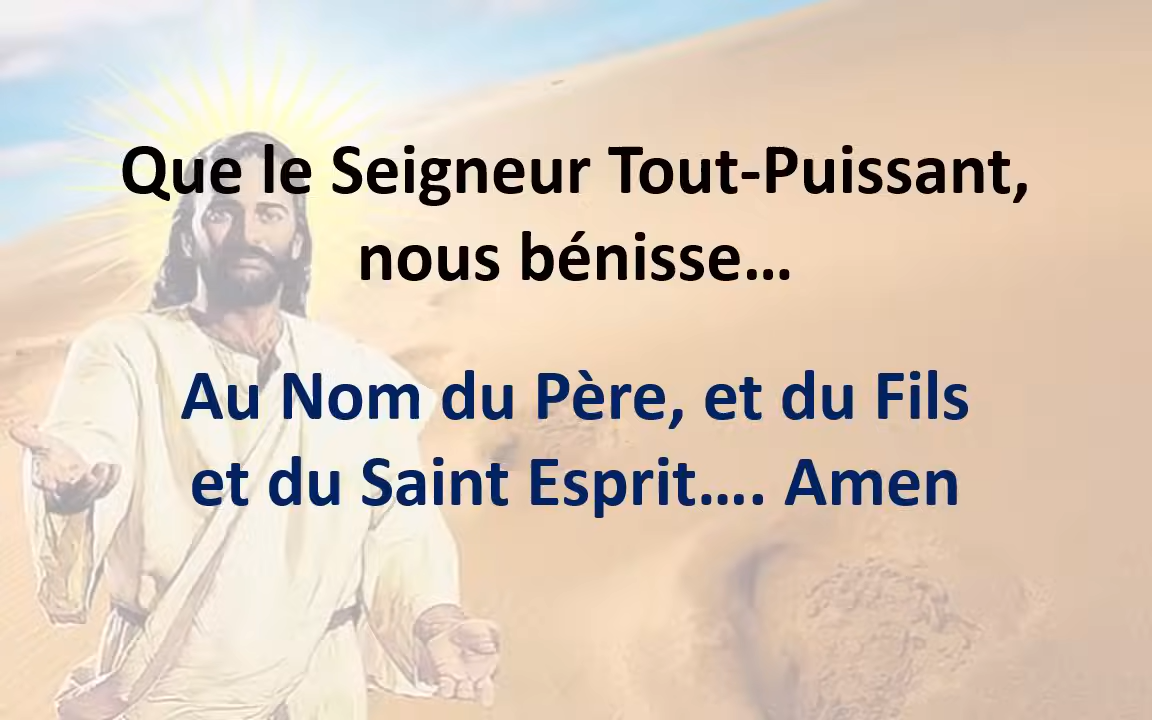 Que le Seigneur Tout-Puissant,
nous bénisse…
Au Nom du Père, et du Fils
et du Saint Esprit…. Amen